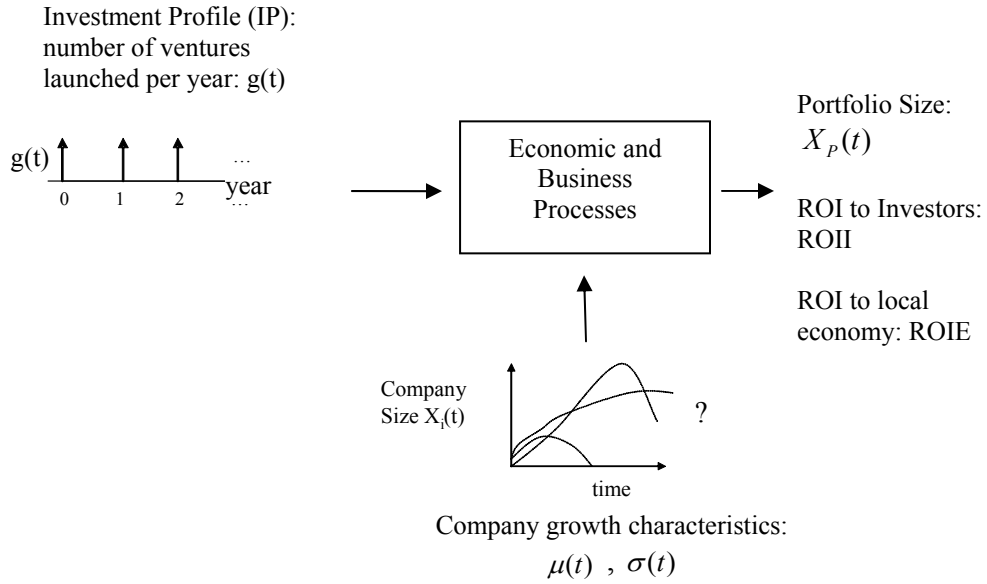 Investment Profile (IP):
number of ventures
launched per year: g(t)
g(t)
...
year
0 1 2 ...
Economic and
Business
Processes
Portfolio Size:
X_P(t)
ROI to Investors:
ROII
ROI to local
economy: ROIE
Company
Size X_i(t)
?
time
Company growth characteristics:
μ(t) , σ(t)